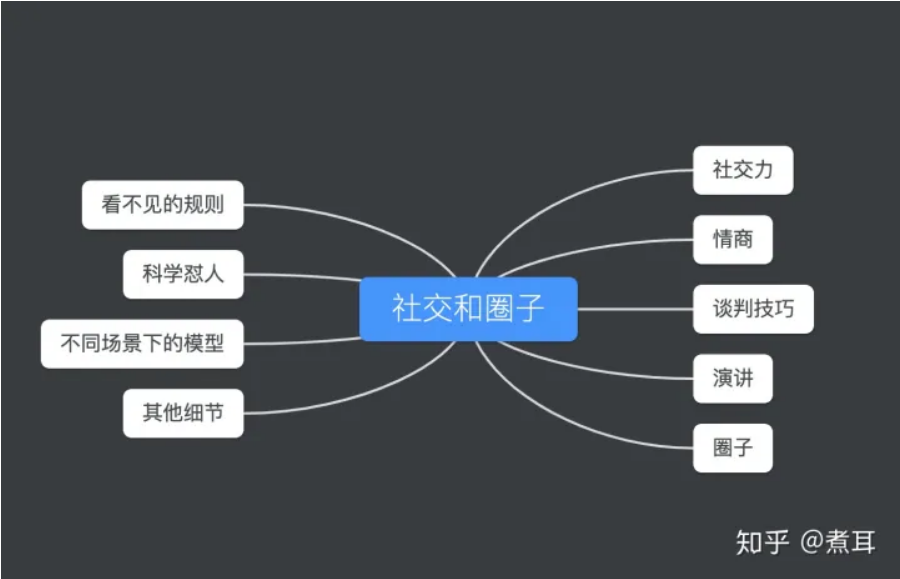 社交和圈子
社交力
情商
谈判技巧
演讲
圈子
看不见的规则
科学怼人
不同场景下的模型
其他细节
知乎 @煮耳